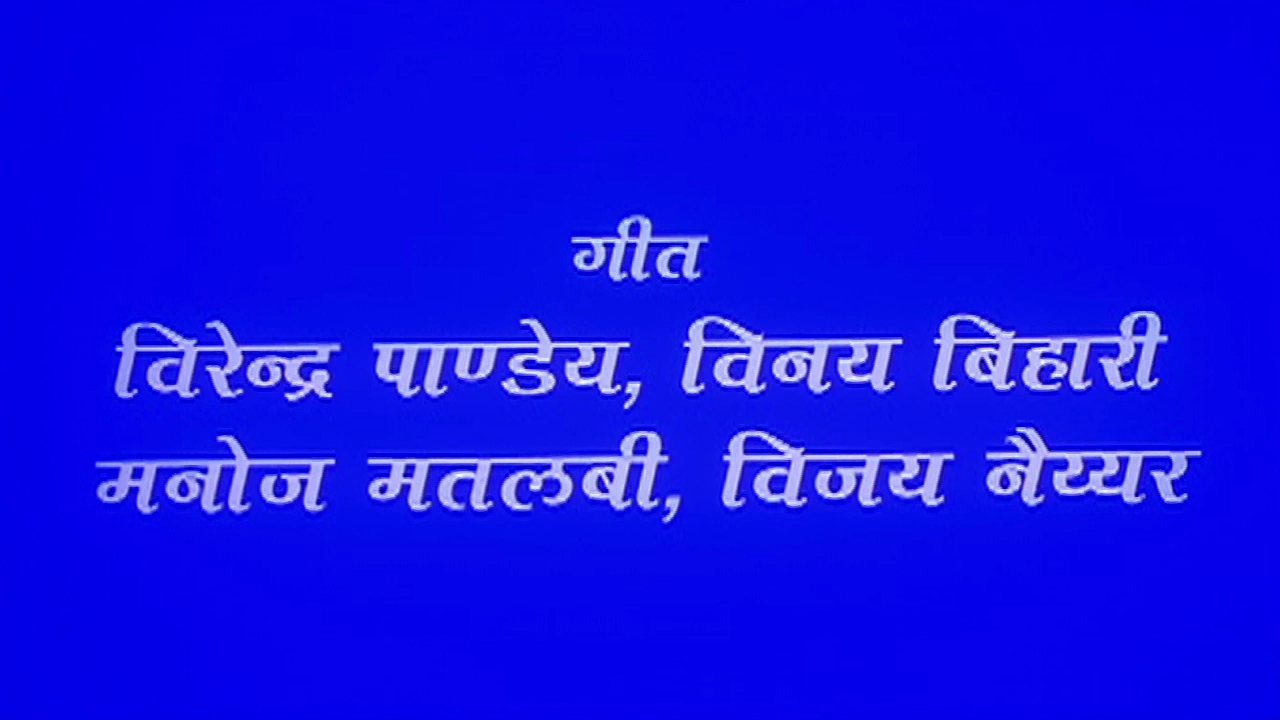 गीत
विरेन्द्र पाण्डेय, विनय बिहारी
मनोज मतलबी, विजय नैय्यर